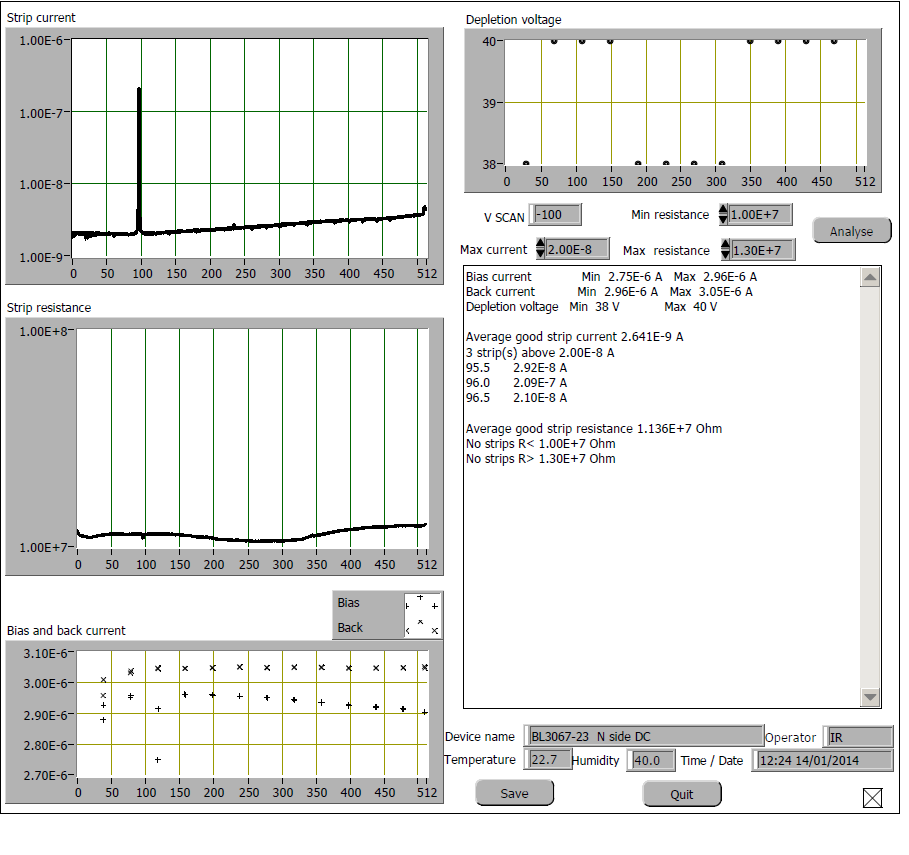 Strip current
1.00E-6
1.00E-7
1.00E-8
1.00E-9
0 50 100 150 200 250 300 350 400 450 512
Strip resistance
1.00E+8
1.00E+7
0 50 100 150 200 250 300 350 400 450 512
Bias
Back
Bias and back current
3.10E-6
3.00E-6
2.90E-6
2.80E-6
2.70E-6
0 50 100 150 200 250 300 350 400 450 512
Depletion voltage
40
39
38
0 50 100 150 200 250 300 350 400 450 512
V SCAN -100 Min resistance 1.00E+7
Analyse
Max current 2.00E-8 Max resistance 1.30E+7
Bias current Min 2.75E-6 A Max 2.96E-6 A
Back current Min 2.96E-6 A Max 3.05E-6 A
Depletion voltage Min 38 V Max 40 V
Average good strip current 2.641E-9 A
3 strip(s) above 2.00E-8 A
95.5 2.92E-8 A
96.0 2.09E-7 A
96.5 2.10E-8 A
Average good strip resistance 1.136E+7 Ohm
No strips R< 1.00E+7 Ohm
No strips R> 1.30E+7 Ohm
Device name BL3067-23 N side DC Operator IR
Temperature 22.7 Humidity 40.0 Time / Date 12:24 14/01/2014
Save Quit